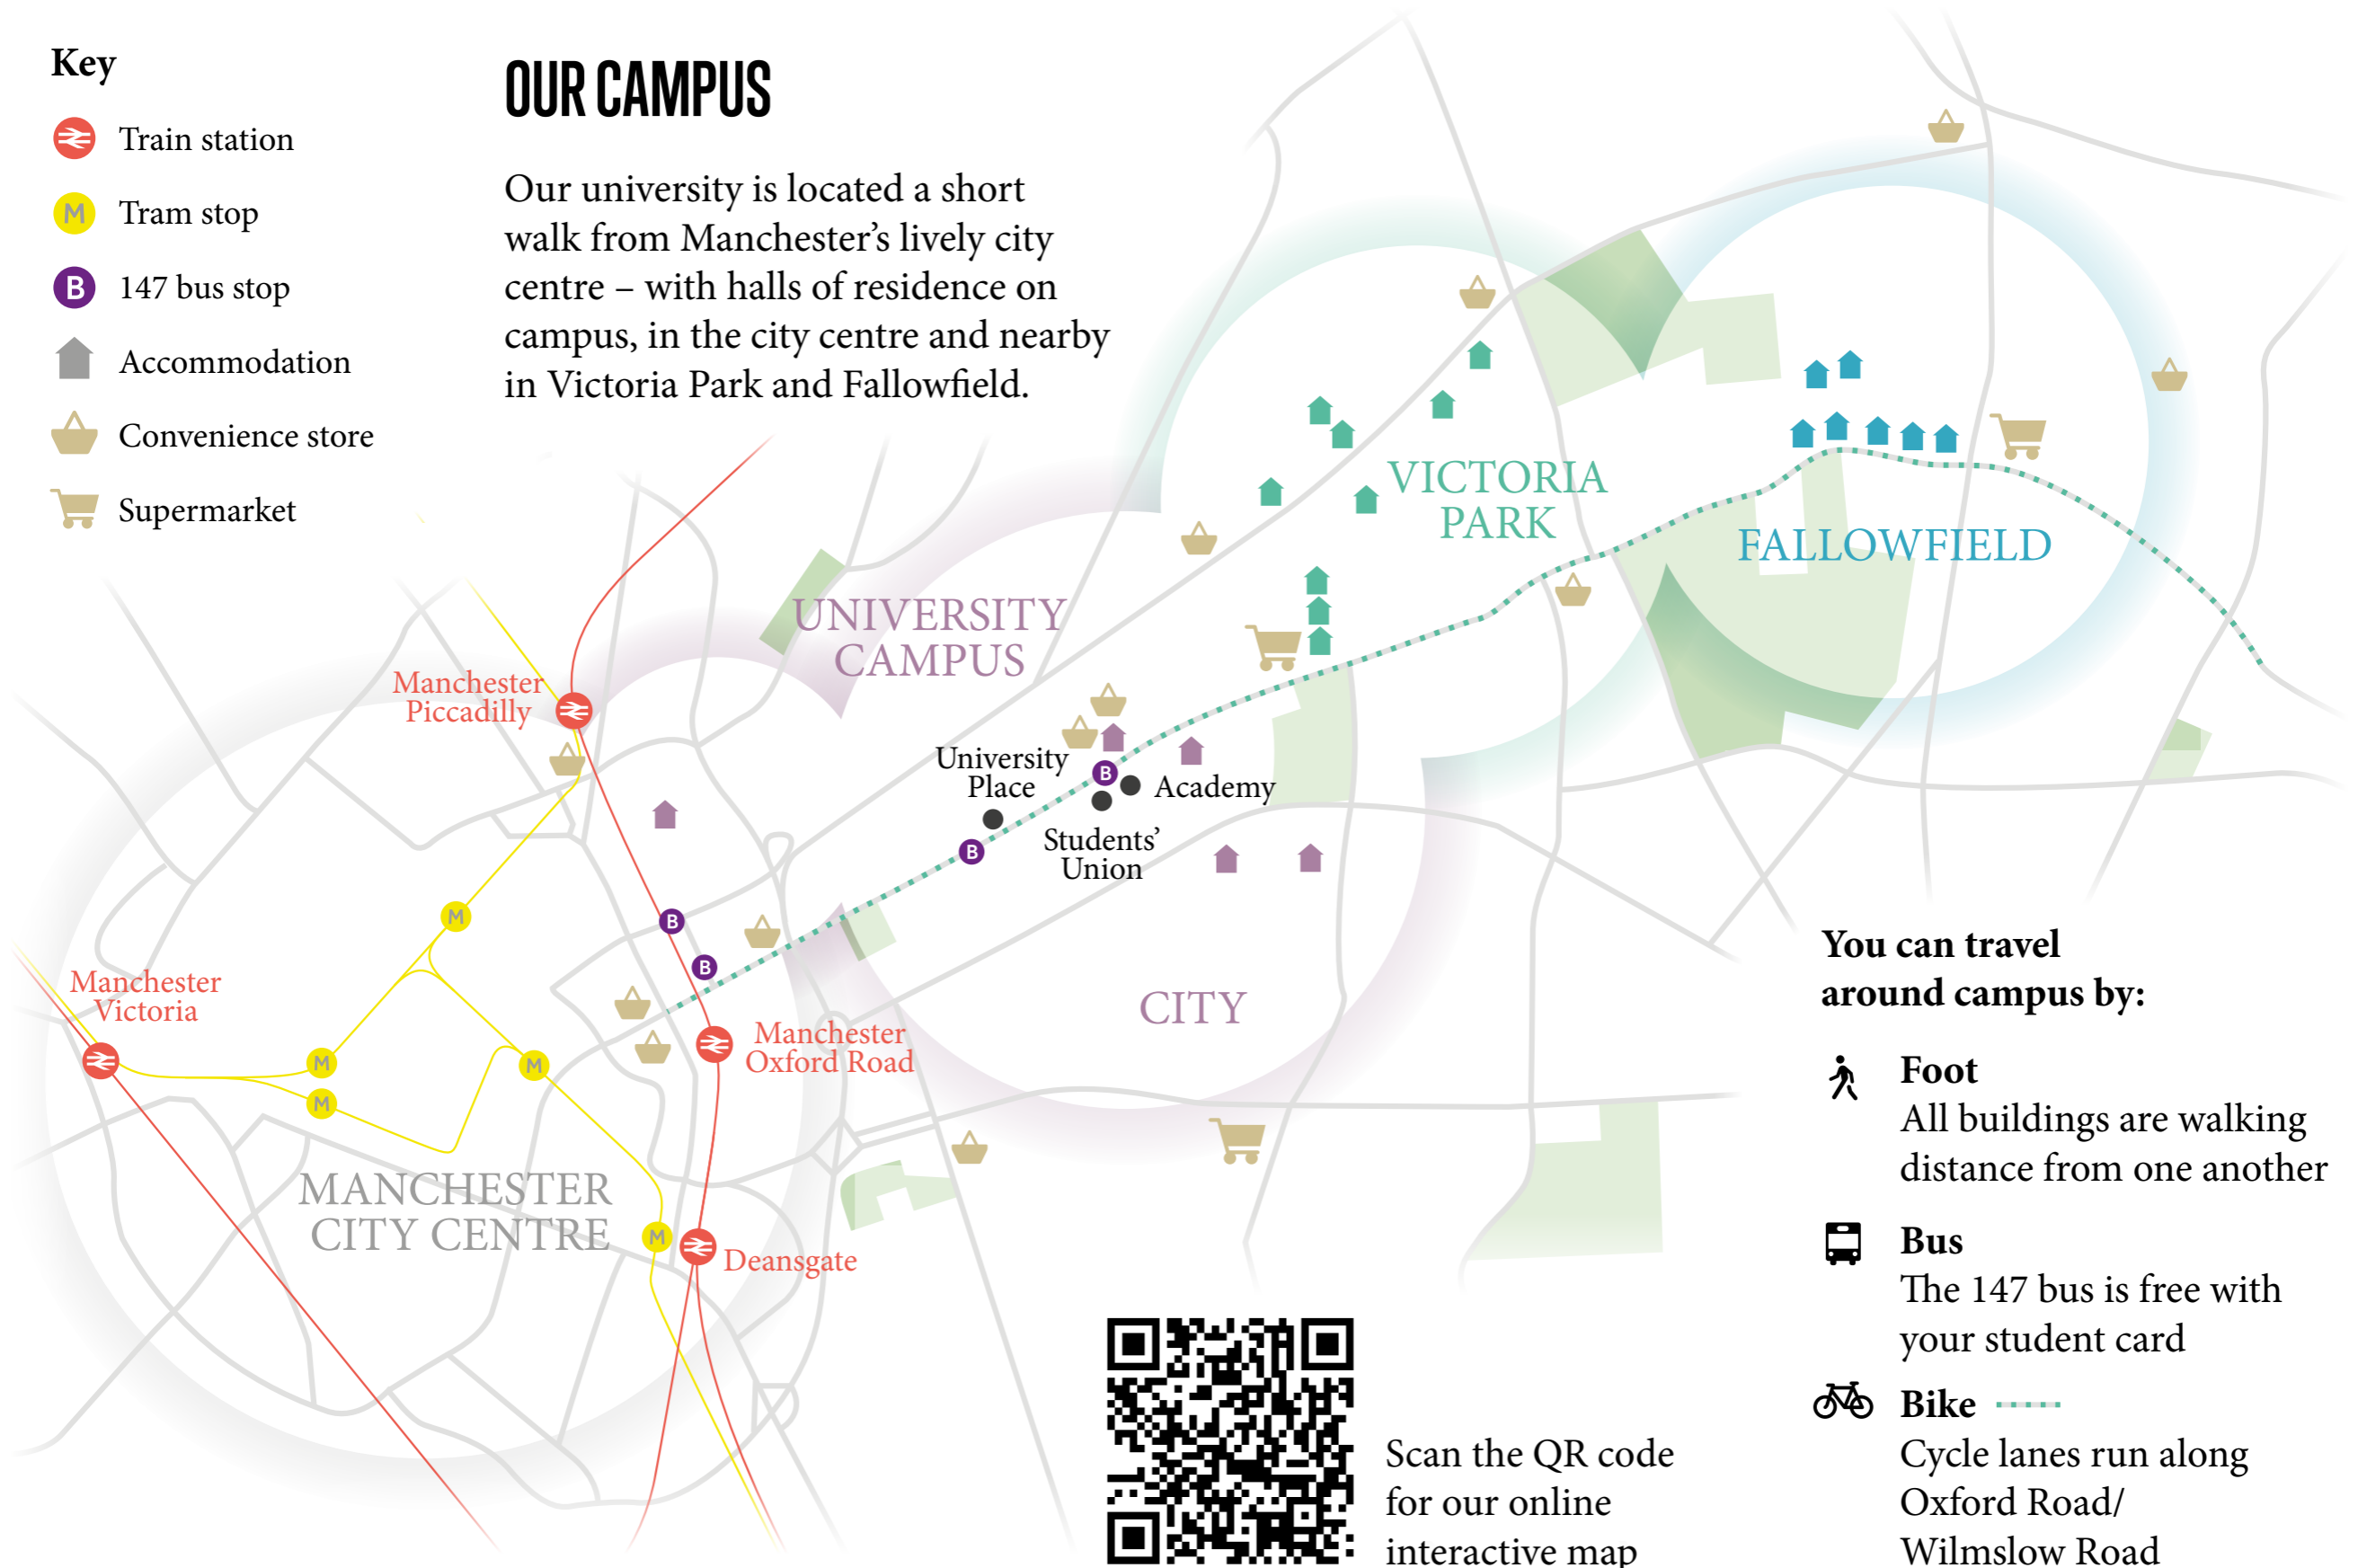 Key
Train station
M Tram stop
B 147 bus stop
Accommodation
Convenience store
Supermarket
OUR CAMPUS
Our university is located a short
walk from Manchester’s lively city
centre – with halls of residence on
campus, in the city centre and nearby
in Victoria Park and Fallowfield.
VICTORIA
PARK
FALLOWFIELD
UNIVERSITY
CAMPUS
Manchester
Piccadilly
University
Place
B
Academy
Students’
Union
B
M
B
B
Manchester
Victoria
CITY
Manchester
Oxford Road
M
M
M
MANCHESTER
CITY CENTRE
M
Deansgate
You can travel
around campus by:
Foot
All buildings are walking
distance from one another
Bus
The 147 bus is free with
your student card
Bike
Cycle lanes run along
Oxford Road/
Wilmslow Road
Scan the QR code
for our online
interactive map